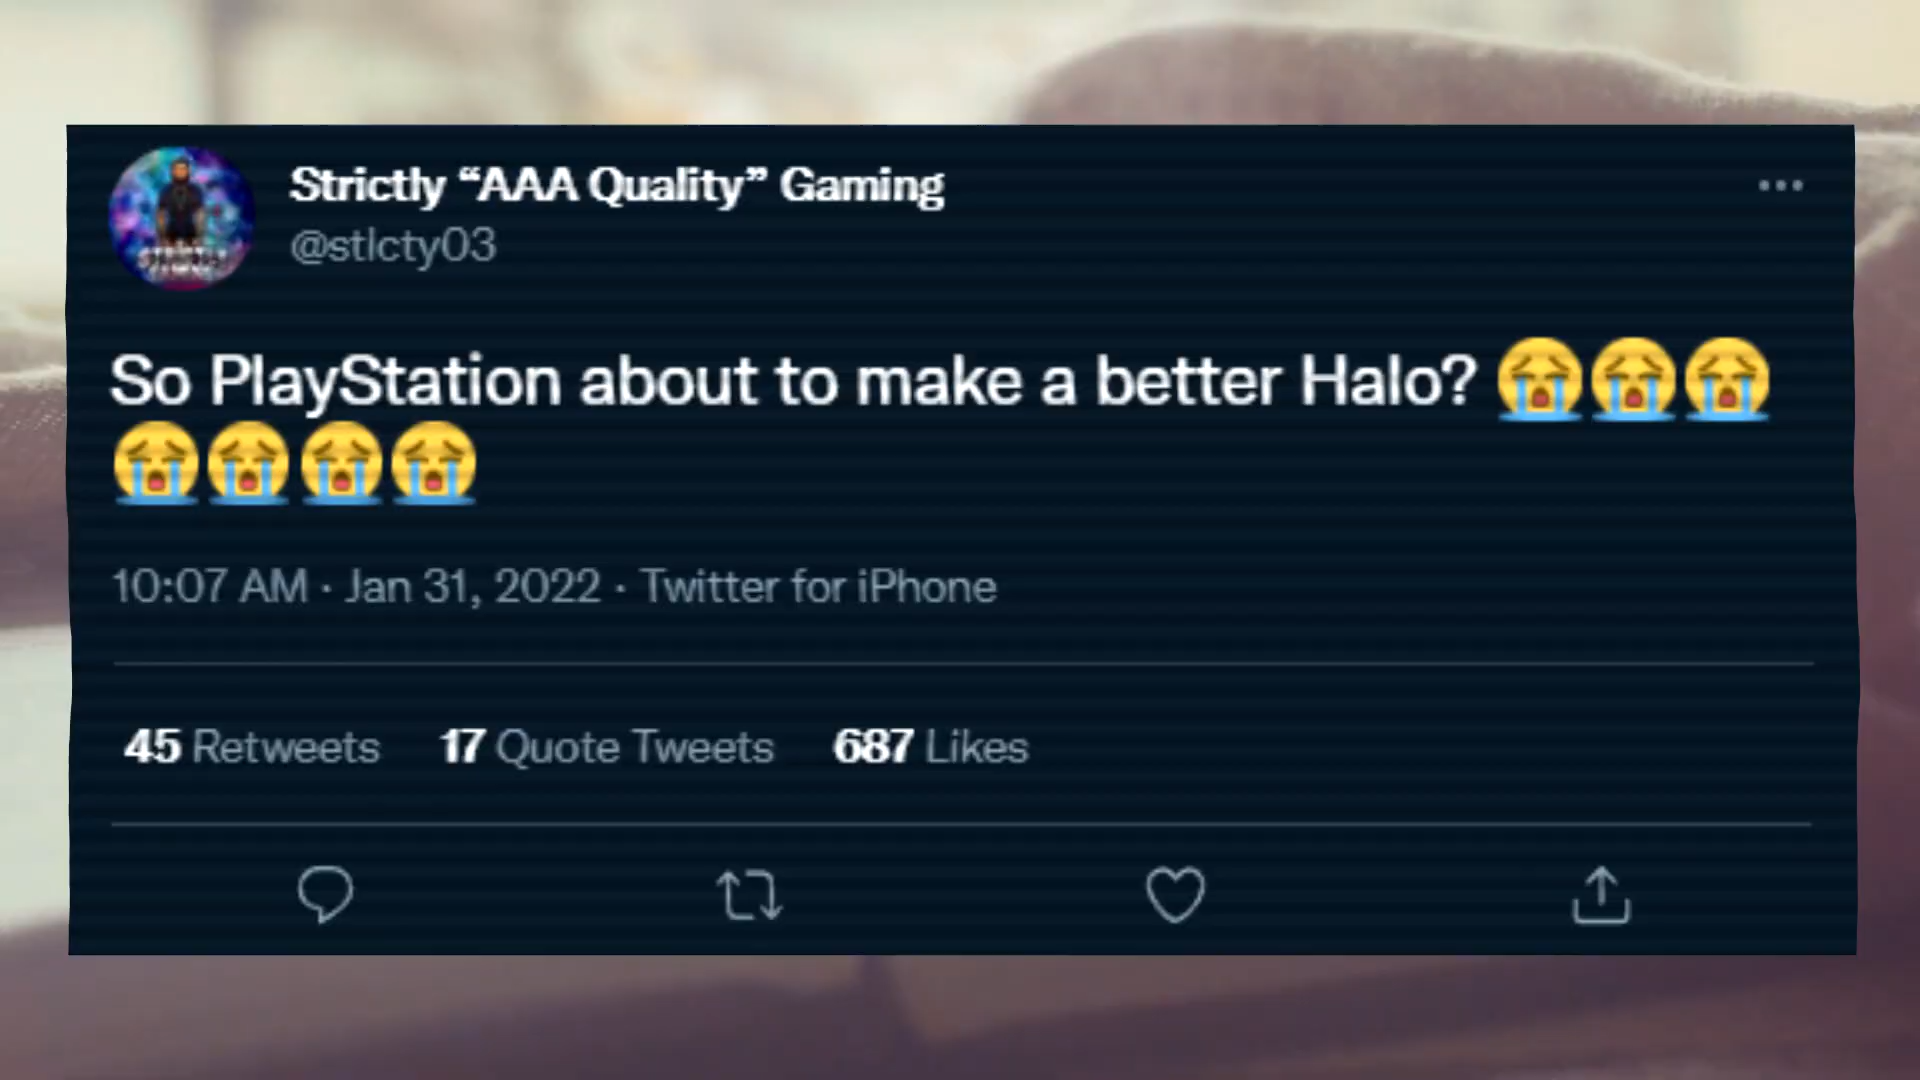 Strictly “AAA Quality” Gaming
@stlcty03
So PlayStation about to make a better Halo? 😭😭😭
😭😭😭😭
10:07 AM · Jan 31, 2022 · Twitter for iPhone
45 Retweets 17 Quote Tweets 687 Likes